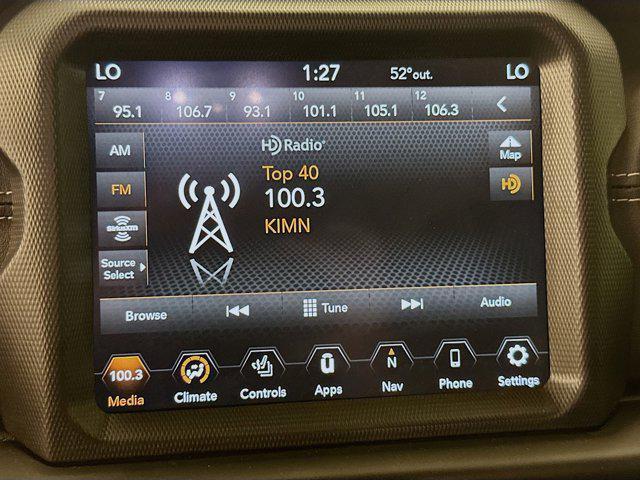 LO 1:27 52°out. LO
7 8 9 10 11 12
95.1 106.7 93.1 101.1 105.1 106.3
AM
FM
SiriusXM
Source
Select
HD Radio
Top 40
100.3
KIMN
Map
HD
Browse Tune Audio
100.3 N
Media Climate Controls Apps Nav Phone Settings